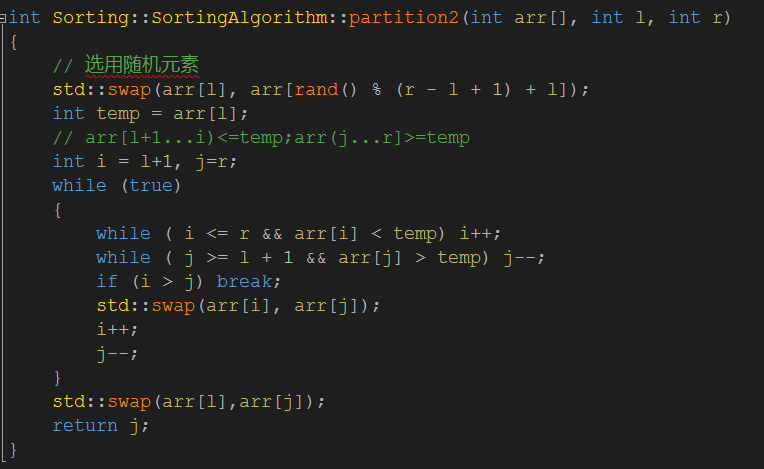 int Sorting::SortingAlgorithm::partition2(int arr[], int l, int r)
{
    // 选用随机元素
    std::swap(arr[l], arr[rand() % (r - l + 1) + l]);
    int temp = arr[l];
    // arr[l+1...i)<=temp;arr(j...r]>=temp
    int i = l+1, j=r;
    while (true)
    {
        while ( i <= r && arr[i] < temp) i++;
        while ( j >= l + 1 && arr[j] > temp) j--;
        if (i > j) break;
        std::swap(arr[i], arr[j]);
        i++;
        j--;
    }
    std::swap(arr[l],arr[j]);
    return j;
}